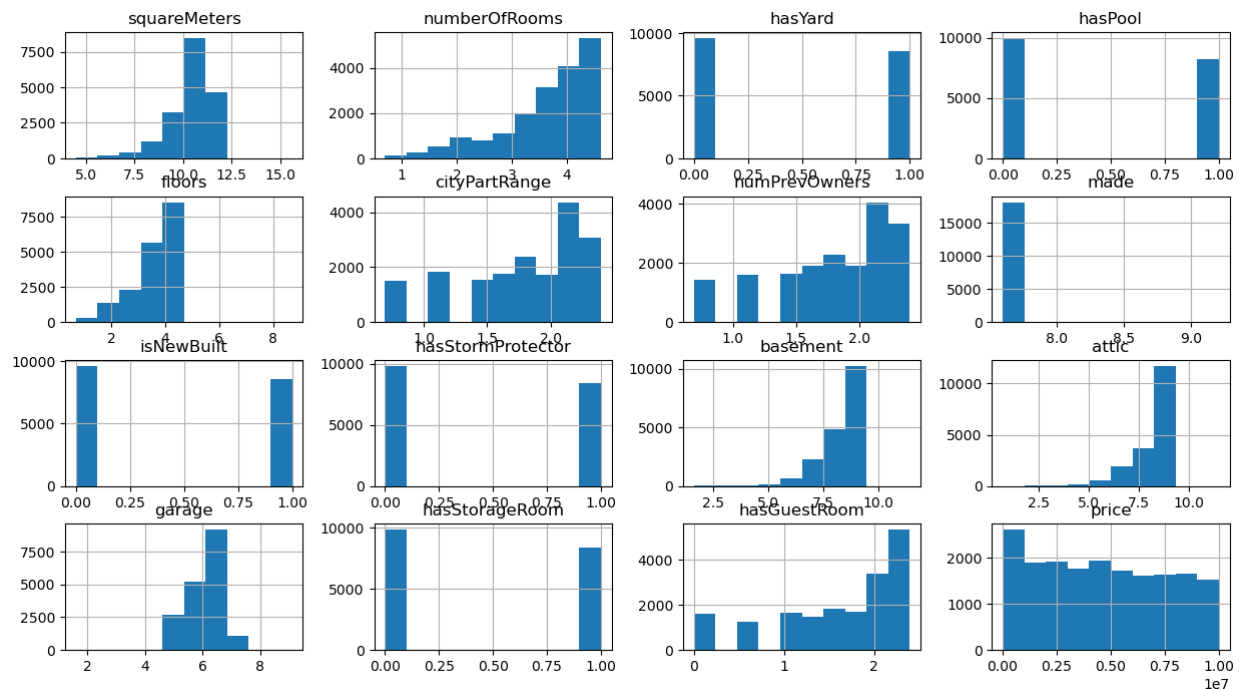 squareMeters numberOfRooms hasYard hasPool
7500 5000 2500 0
5.0 7.5 10.0 12.5 15.0
4000 2000 0
1 2 3 4
10000 5000 0
0.00 0.25 0.50 0.75 1.00
10000 5000 0
0.00 0.25 0.50 0.75 1.00
floors cityPartRange numPrevOwners made
7500 5000 2500 0
2 4 6 8
4000 2000 0
1.0 1.5 2.0
4000 2000 0
1.0 1.5 2.0
15000 10000 5000 0
8.0 8.5 9.0
isNewBuilt hasStormProtector basement attic
10000 5000 0
0.00 0.25 0.50 0.75 1.00
10000 5000 0
0.00 0.25 0.50 0.75 1.00
10000 5000 0
2.5 5.0 7.5 10.0
10000 5000 0
2.5 5.0 7.5 10.0
garage hasStorageRoom hasGuestRoom price
7500 5000 2500 0
2 4 6 8
10000 5000 0
0.00 0.25 0.50 0.75 1.00
4000 2000 0
0 1 2
2000 1000 0
0.00 0.25 0.50 0.75 1.00
1e7